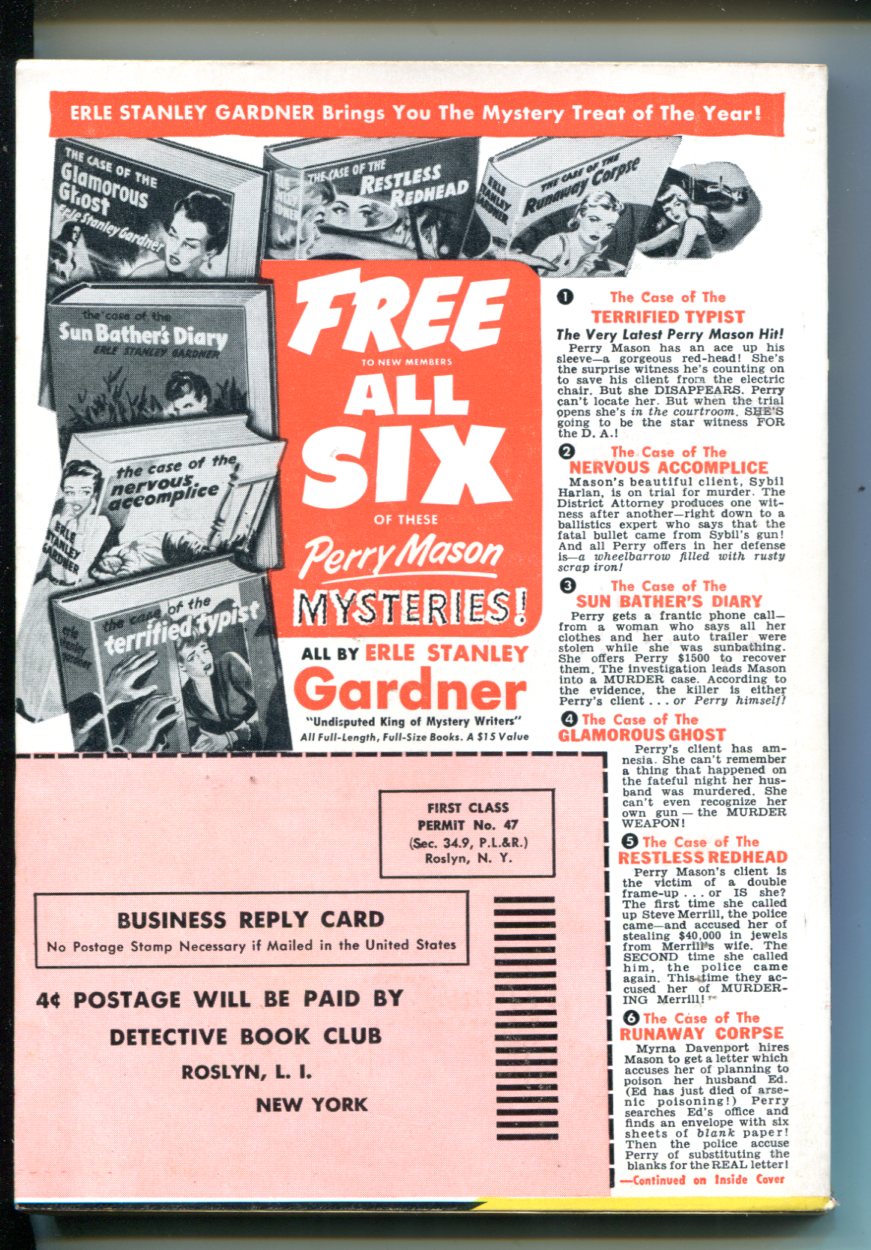 ERLE STANLEY GARDNER Brings You The Mystery Treat of The Year!
THE CASE OF THE
Glamorous
Ghost
Erle Stanley Gardner
THE CASE OF THE
RESTLESS
REDHEAD
ERLE
STANLEY
GARDNER
THE CASE OF THE
Runaway Corpse
the case of the
Sun Bather's Diary
ERLE STANLEY GARDNER
the case of the
nervous
accomplice
ERLE
STANLEY
GARDNER
the case of the
terrified typist
erle
stanley
gardner
FREE
TO NEW MEMBERS
ALL
SIX
OF THESE
Perry Mason
MYSTERIES!
ALL BY ERLE STANLEY
Gardner
"Undisputed King of Mystery Writers"
All Full-Length, Full-Size Books. A $15 Value
1 The Case of The
TERRIFIED TYPIST
The Very Latest Perry Mason Hit!
Perry Mason has an ace up his
sleeve—a gorgeous red-head! She's
the surprise witness he's counting on
to save his client from the electric
chair. But she DISAPPEARS. Perry
can't locate her. But when the trial
opens she's in the courtroom. SHE'S
going to be the star witness FOR
the D. A.!
2 The Case of The
NERVOUS ACCOMPLICE
Mason's beautiful client, Sybil
Harlan, is on trial for murder. The
District Attorney produces one wit-
ness after another—right down to a
ballistics expert who says that the
fatal bullet came from Sybil's gun!
And all Perry offers in her defense
is—a wheelbarrow filled with rusty
scrap iron!
3 The Case of The
SUN BATHER'S DIARY
Perry gets a frantic phone call—
from a woman who says all her
clothes and her auto trailer were
stolen while she was sunbathing.
She offers Perry $1500 to recover
them. The investigation leads Mason
into a MURDER case. According to
the evidence, the killer is either
Perry's client . . . or Perry himself!
4 The Case of The
GLAMOROUS GHOST
Perry's client has am-
nesia. She can't remember
a thing that happened on
the fateful night her hus-
band was murdered. She
can't even recognize her
own gun — the MURDER
WEAPON!
5 The Case of The
RESTLESS REDHEAD
Perry Mason's client is
the victim of a double
frame-up . . . or IS she?
The first time she called
up Steve Merrill, the police
came—and accused her of
stealing $40,000 in jewels
from Merrill's wife. The
SECOND time she called
him, the police came
again. This time they ac-
cused her of MURDER-
ING Merrill!
6 The Case of The
RUNAWAY CORPSE
Myrna Davenport hires
Mason to get a letter which
accuses her of planning to
poison her husband Ed.
(Ed has just died of arse-
nic poisoning!) Perry
searches Ed's office and
finds an envelope with six
sheets of blank paper!
Then the police accuse
Perry of substituting the
blanks for the REAL letter!
—Continued on Inside Cover
FIRST CLASS
PERMIT No. 47
(Sec. 34.9, P.L.&R.)
Roslyn, N. Y.
BUSINESS REPLY CARD
No Postage Stamp Necessary if Mailed in the United States
4¢ POSTAGE WILL BE PAID BY
DETECTIVE BOOK CLUB
ROSLYN, L. I.
NEW YORK